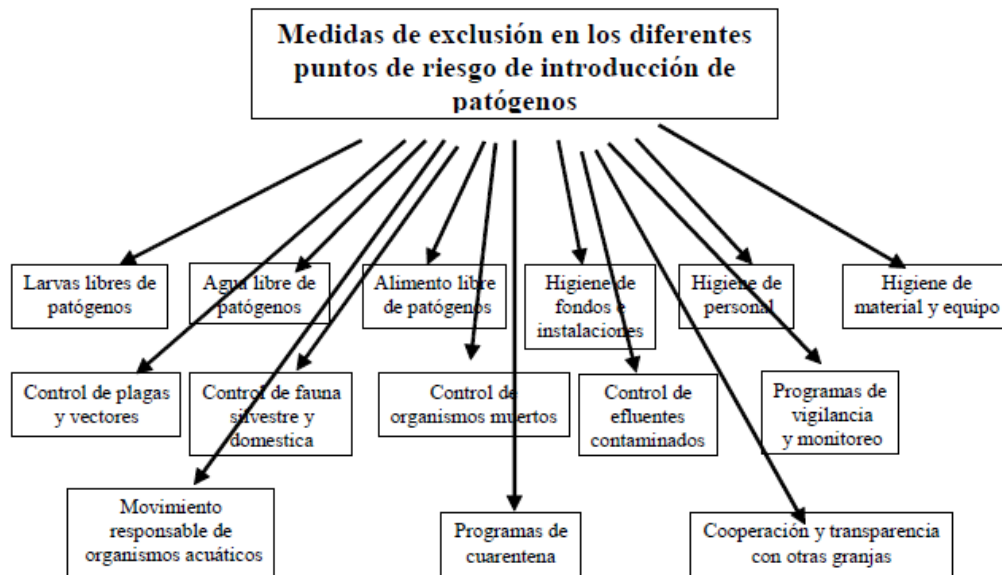 Medidas de exclusión en los diferentes
puntos de riesgo de introducción de
patógenos
Larvas libres de
patógenos
Agua libre de
patógenos
Alimento libre
de patógenos
Higiene de
fondos e
instalaciones
Higiene de
personal
Higiene de
material y equipo
Control de plagas
y vectores
Control de fauna
silvestre y
domestica
Control de
organismos muertos
Control de
efluentes
contaminados
Programas de
vigilancia
y monitoreo
Movimiento
responsable de
organismos acuáticos
Programas de
cuarentena
Cooperación y transparencia
con otras granjas